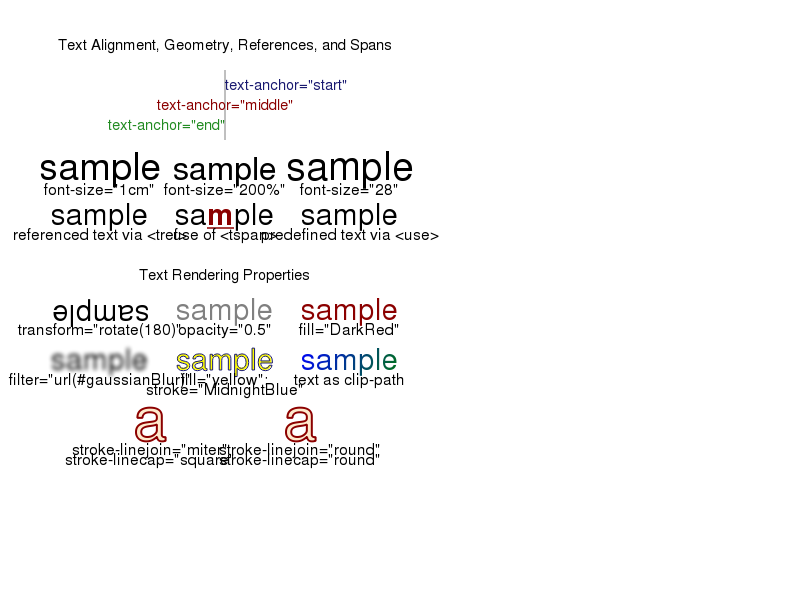 Text Alignment, Geometry, References, and Spans
text-anchor="start"
text-anchor="middle"
text-anchor="end"
sample sample sample
font-size="1cm" font-size="200%" font-size="28"
sample sample sample
referenced text via <tref> use of <tspan> predefined text via <use>
Text Rendering Properties
sample sample sample
transform="rotate(180)" opacity="0.5" fill="DarkRed"
sample sample sample
filter="url(#gaussianBlur)" fill="yellow"; text as clip-path
stroke="MidnightBlue"
a a
stroke-linejoin="miter"; stroke-linejoin="round"
stroke-linecap="square" stroke-linecap="round"